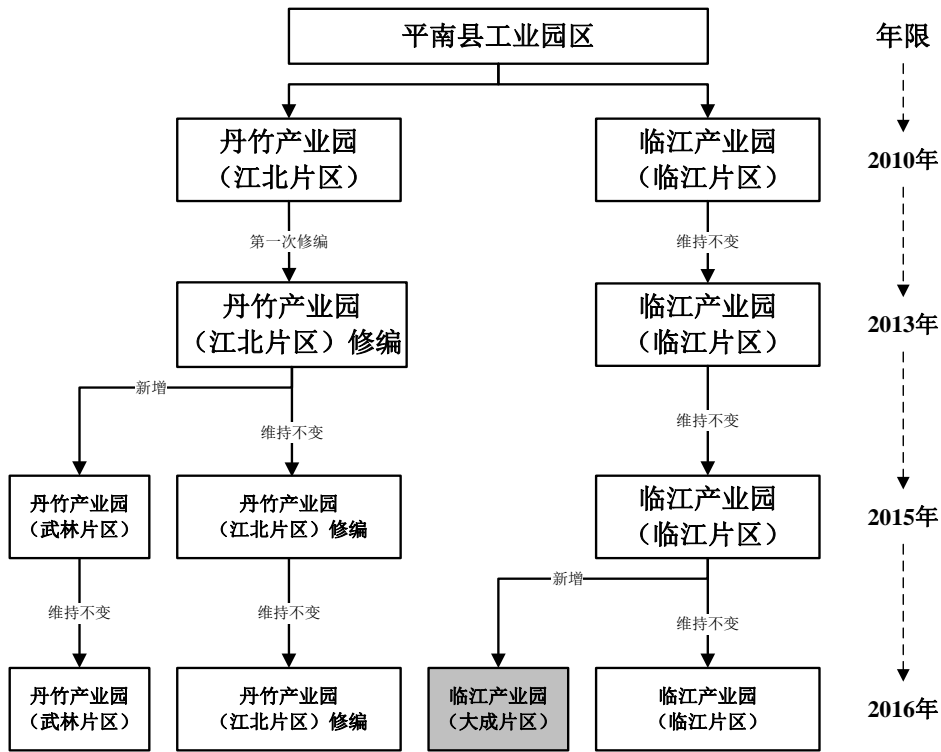 平南县工业园区
年限
丹竹产业园
（江北片区）
临江产业园
（临江片区）
2010年
第一次修编
维持不变
丹竹产业园
（江北片区）修编
临江产业园
（临江片区）
2013年
新增
维持不变
维持不变
丹竹产业园
（武林片区）
丹竹产业园
（江北片区）修编
临江产业园
（临江片区）
2015年
新增
维持不变
维持不变
维持不变
丹竹产业园
（武林片区）
丹竹产业园
（江北片区）修编
临江产业园
（大成片区）
临江产业园
（临江片区）
2016年